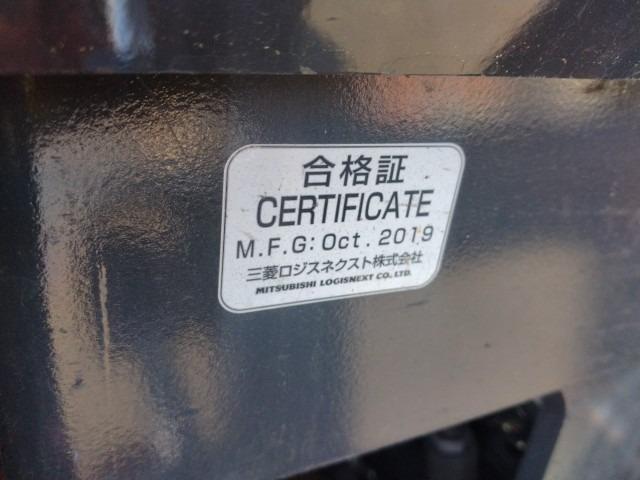 合格証
CERTIFICATE
M.F.G: Oct. 2019
三菱ロジスネクスト株式会社
MITSUBISHI LOGISNEXT CO., LTD.